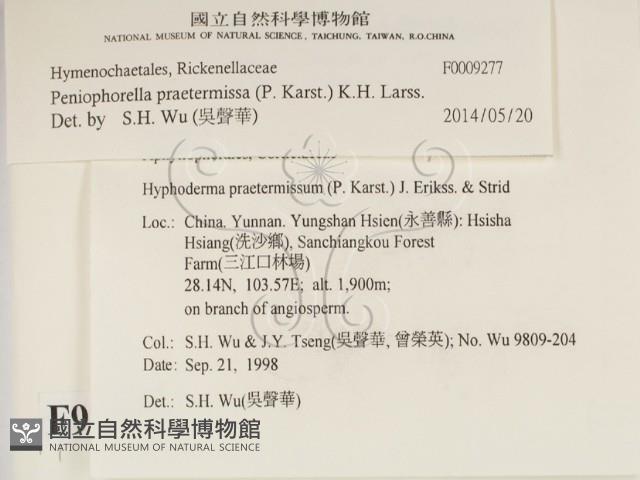 國立自然科學博物館
NATIONAL MUSEUM OF NATURAL SCIENCE, TAICHUNG, TAIWAN, R.O.CHINA
Hymenochaetales, Rickenellaceae F0009277
Peniophorella praetermissa (P. Karst.) K.H. Larss.
Det. by S.H. Wu (吳聲華) 2014/05/20
Hyphoderma praetermissum (P. Karst.) J. Erikss. & Strid
Loc.: China. Yunnan. Yungshan Hsien(永善縣): Hsisha
Hsiang(冼沙鄉), Sanchiangkou Forest
Farm(三江口林場)
28.14N, 103.57E; alt. 1,900m;
on branch of angiosperm.
Col.: S.H. Wu & J.Y. Tseng(吳聲華, 曾榮英); No. Wu 9809-204
Date: Sep. 21, 1998
Det.: S.H. Wu(吳聲華)
國立自然科學博物館
NATIONAL MUSEUM OF NATURAL SCIENCE